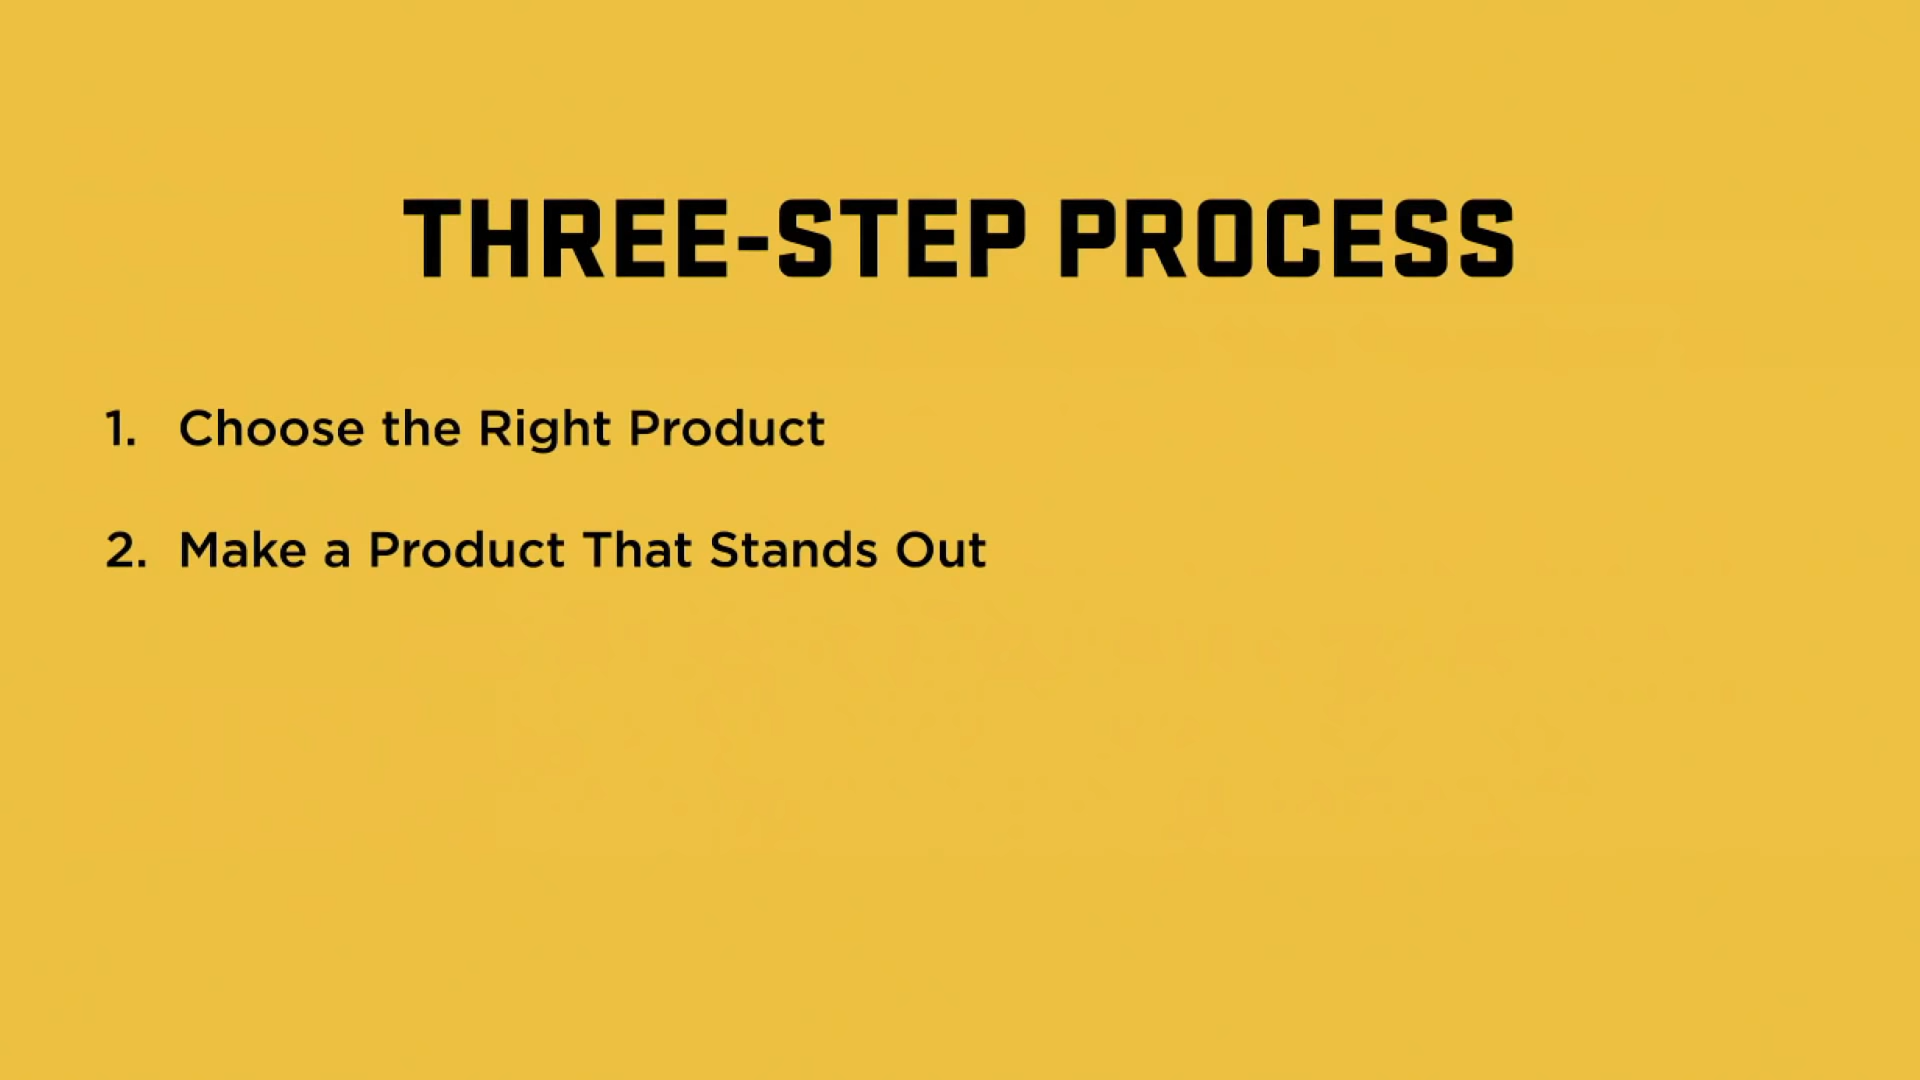 THREE-STEP PROCESS
1. Choose the Right Product
2. Make a Product That Stands Out